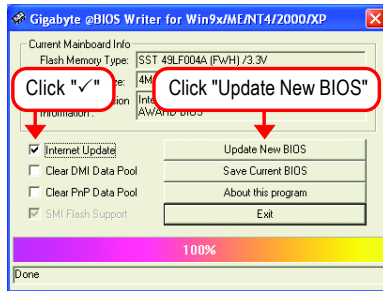 Gigabyte @BIOS Writer for Win9x/ME/NT4/2000/XP
Current Mainboard Info
Flash Memory Type: SST 49LF004A (FWH) /3.3V
Click "✓"
Click "Update New BIOS"
Information :
AWARD BIOS
Internet Update
Update New BIOS
Clear DMI Data Pool
Save Current BIOS
Clear PnP Data Pool
About this program
SMI Flash Support
Exit
100%
Done